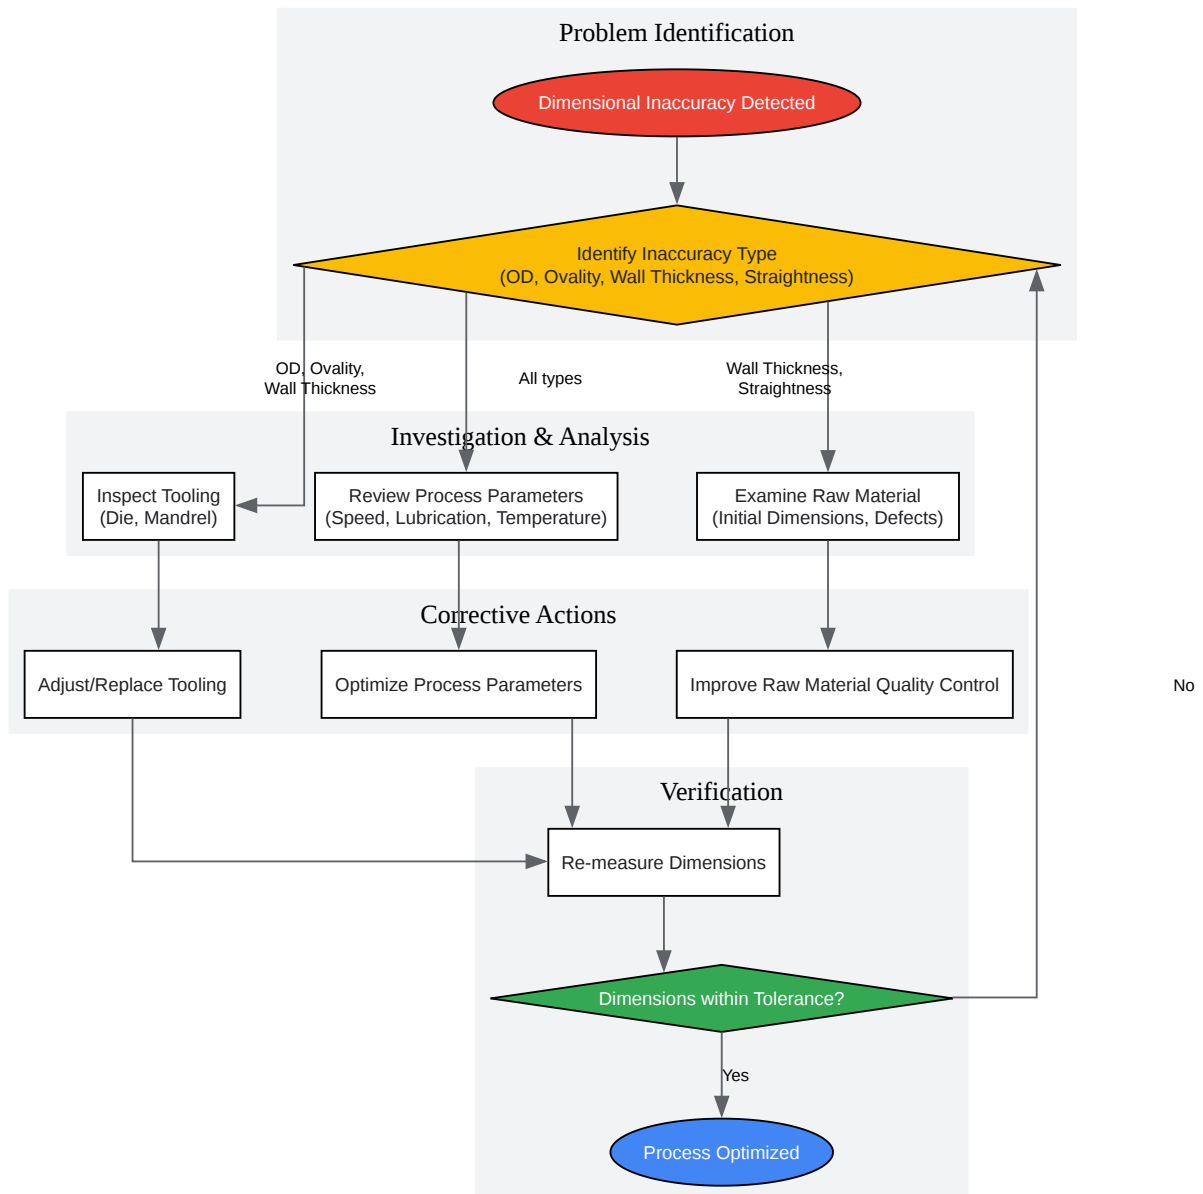 Problem Identification
Dimensional Inaccuracy Detected
Identify Inaccuracy Type
(OD, Ovality, Wall Thickness, Straightness)
OD, Ovality,
Wall Thickness
All types
Wall Thickness,
Straightness
Investigation & Analysis
Inspect Tooling
(Die, Mandrel)
Review Process Parameters
(Speed, Lubrication, Temperature)
Examine Raw Material
(Initial Dimensions, Defects)
Corrective Actions
Adjust/Replace Tooling
Optimize Process Parameters
Improve Raw Material Quality Control
No
Verification
Re-measure Dimensions
Dimensions within Tolerance?
Yes
Process Optimized